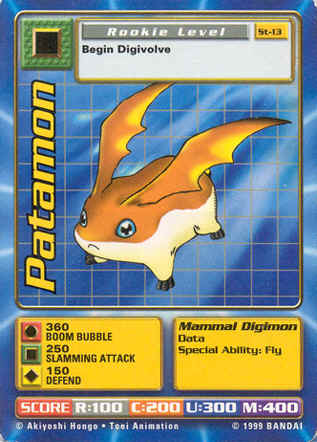 Rookie Level
St-13
Begin Digivolve
Patamon
360
BOOM BUBBLE
250
SLAMMING ATTACK
150
DEFEND
Mammal Digimon
Data
Special Ability: Fly
SCORE R:100 C:200 U:300 M:400
© Akiyoshi Hongo • Toei Animation © 1999 BANDAI